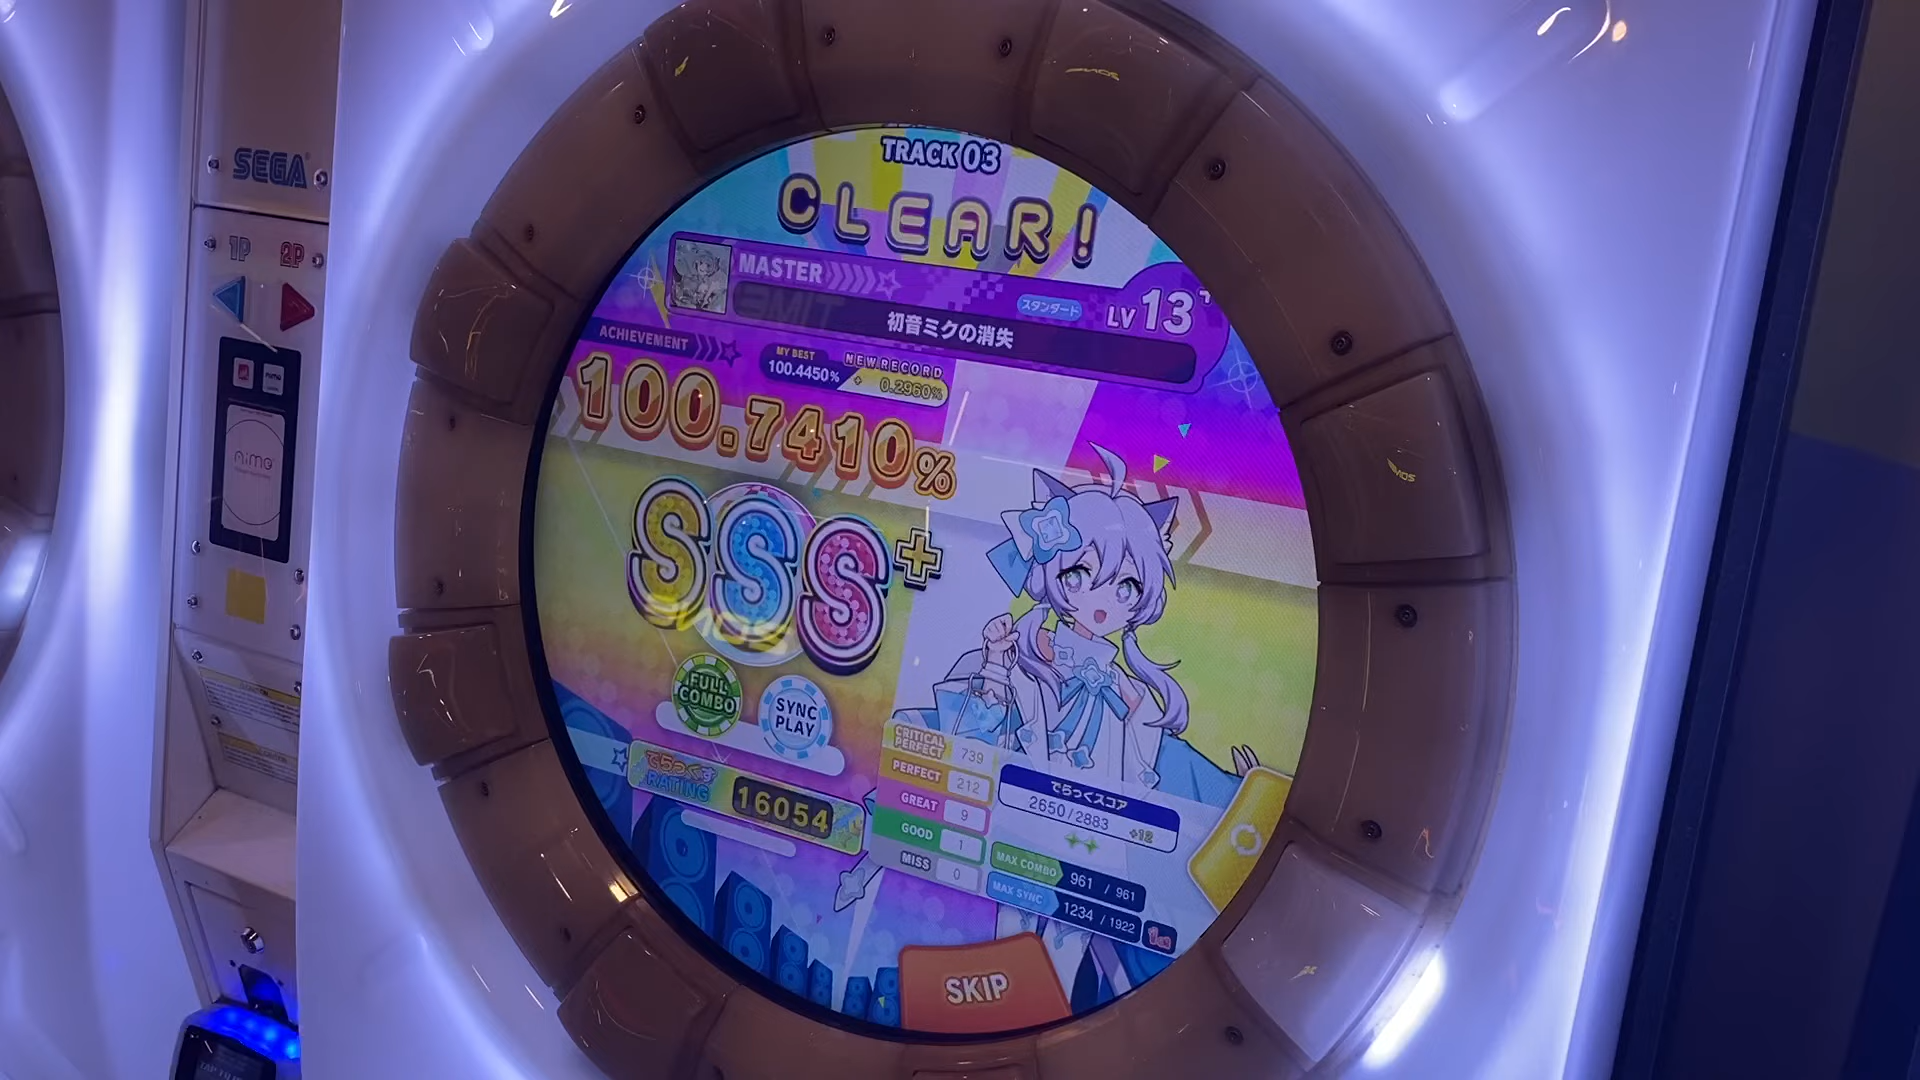 SEGA
1P 2P
nime
TRACK 03
CLEAR!
MASTER
スタンダード
LV 13+
初音ミクの消失
ACHIEVEMENT
MY BEST
100.4450%
NEW RECORD
+ 0.2960%
100.7410%
SSS+
FULL COMBO
SYNC PLAY
でらっくす
RATING
16054
CRITICAL PERFECT 739
PERFECT 212
GREAT 9
GOOD 1
MISS 0
でらっくスコア
2650/2883 +12
MAX COMBO 961 / 961
MAX SYNC 1234 / 1922
SKIP